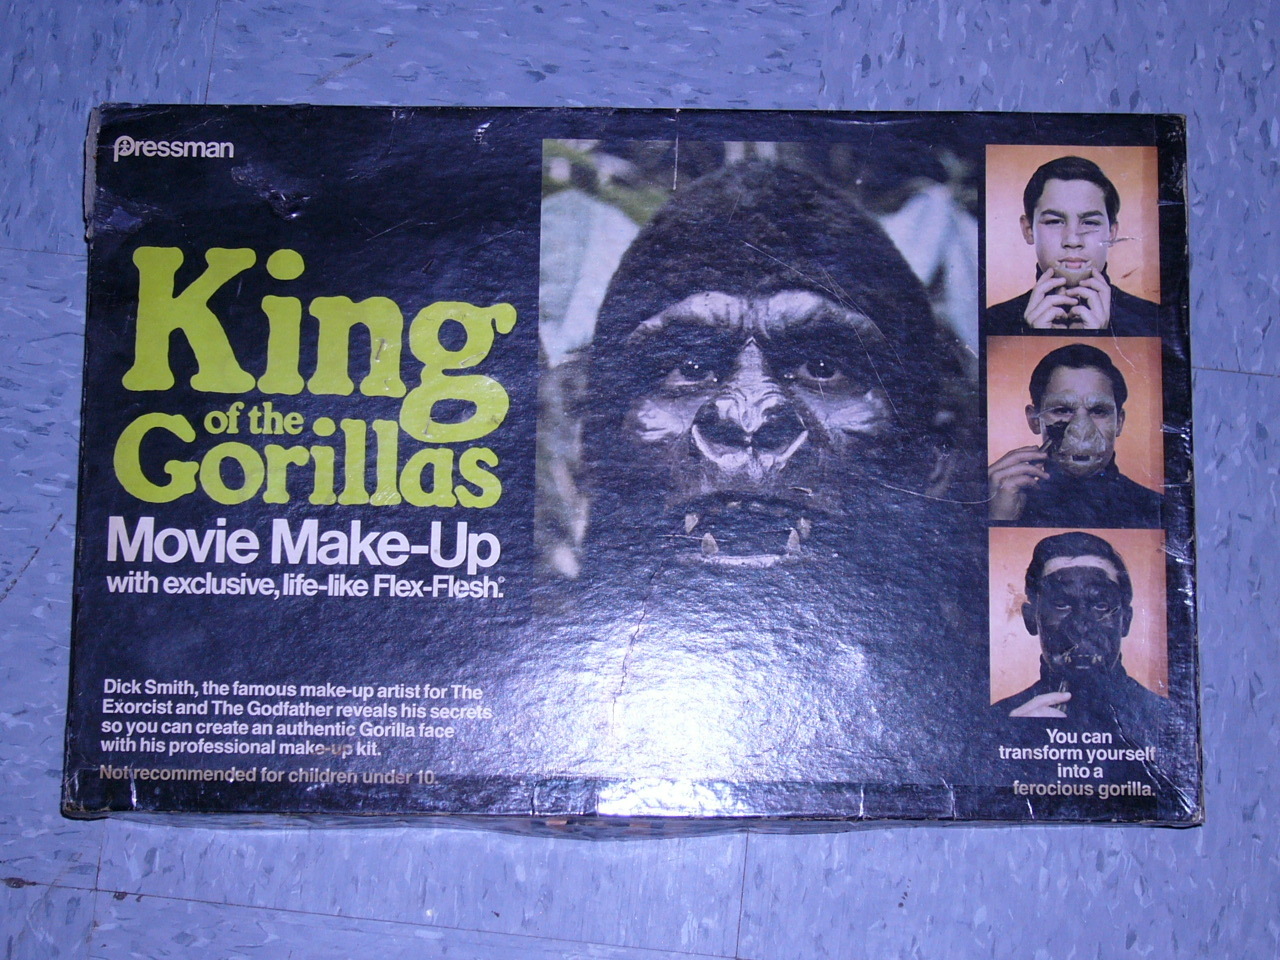 Pressman
King
of the
Gorillas
Movie Make-Up
with exclusive, life-like Flex-Flesh.®
Dick Smith, the famous make-up artist for The
Exorcist and The Godfather reveals his secrets
so you can create an authentic Gorilla face
with his professional make-up kit.
Not recommended for children under 10.
You can
transform yourself
into a
ferocious gorilla.